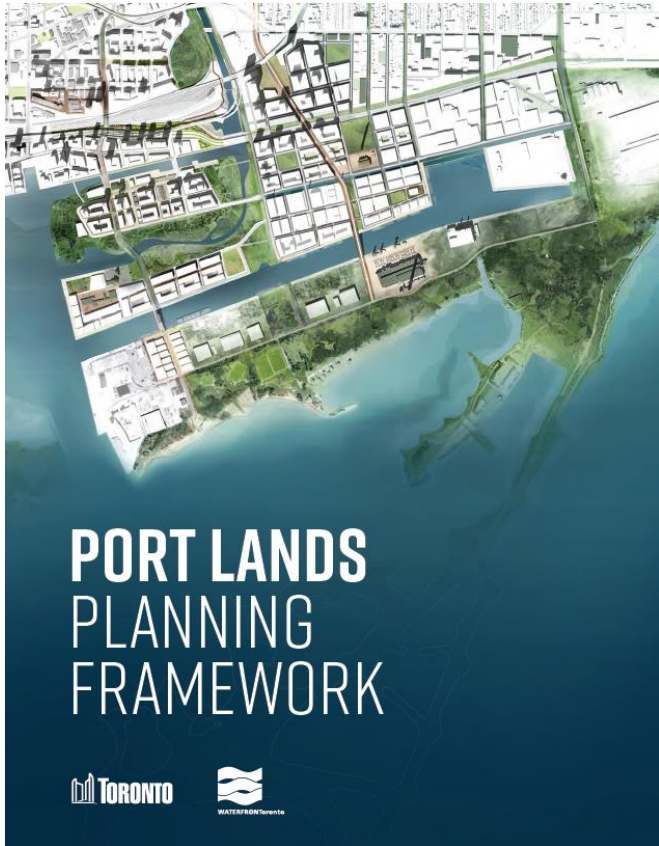 PORT LANDS
PLANNING
FRAMEWORK
TORONTO
WATERFRONToronto